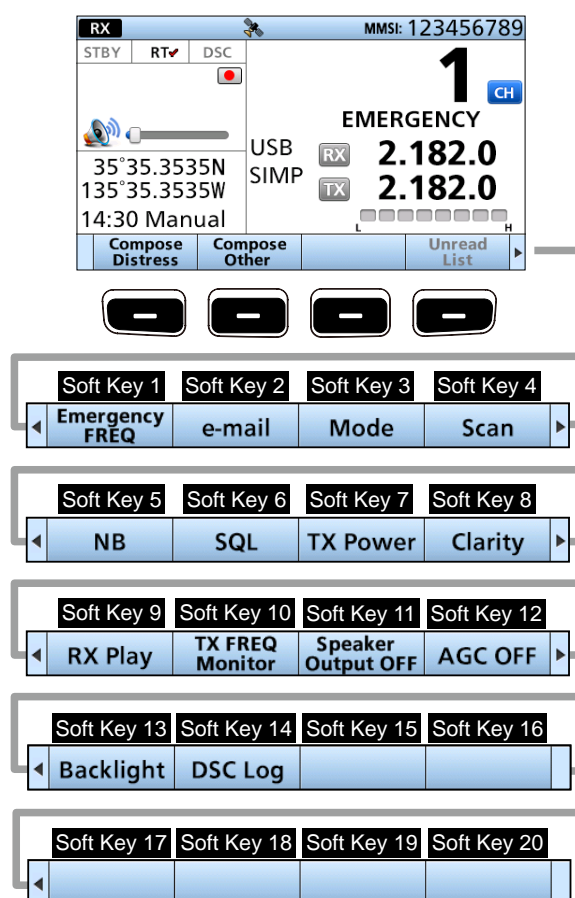 RX MMSI: 123456789
STBY RT DSC
1
CH
EMERGENCY
USB RX 2.182.0
SIMP TX 2.182.0
35°35.3535N
135°35.3535W
14:30 Manual
L H
Compose Distress Compose Other Unread List
Soft Key 1 Soft Key 2 Soft Key 3 Soft Key 4
Emergency FREQ e-mail Mode Scan
Soft Key 5 Soft Key 6 Soft Key 7 Soft Key 8
NB SQL TX Power Clarity
Soft Key 9 Soft Key 10 Soft Key 11 Soft Key 12
RX Play TX FREQ Monitor Speaker Output OFF AGC OFF
Soft Key 13 Soft Key 14 Soft Key 15 Soft Key 16
Backlight DSC Log
Soft Key 17 Soft Key 18 Soft Key 19 Soft Key 20